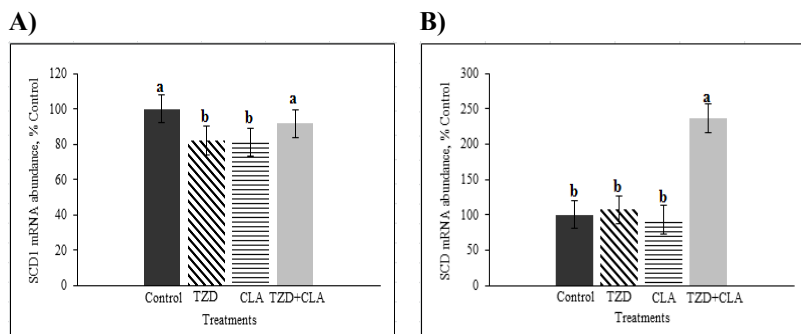 A)
SCD1 mRNA abundance, % Control
120
100
80
60
40
20
0
a
b
b
a
Control TZD CLA TZD+CLA
Treatments
B)
SCD mRNA abundance, % Control
300
250
200
150
100
50
0
b
b
b
a
Control TZD CLA TZD+CLA
Treatments